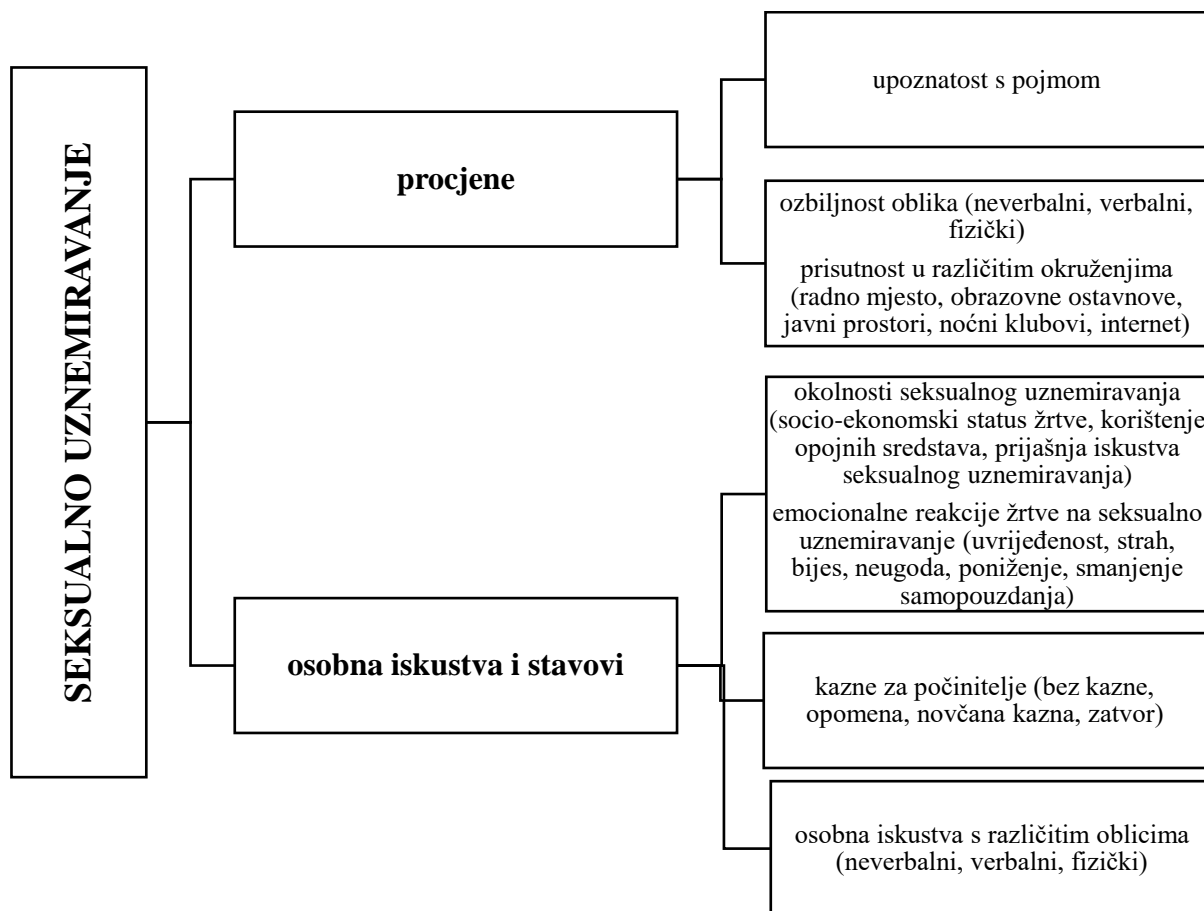 SEKSUALNO UZNEMIRAVANJE
procjene
upoznatost s pojmom
ozbiljnost oblika (neverbalni, verbalni,
fizički)
prisutnost u različitim okruženjima
(radno mjesto, obrazovne ostavnove,
javni prostori, noćni klubovi, internet)
osobna iskustva i stavovi
okolnosti seksualnog uznemiravanja
(socio-ekonomski status žrtve, korištenje
opojnih sredstava, prijašnja iskustva
seksualnog uznemiravanja)
emocionalne reakcije žrtve na seksualno
uznemiravanje (uvrijeđenost, strah,
bijes, neugoda, poniženje, smanjenje
samopouzdanja)
kazne za počinitelje (bez kazne,
opomena, novčana kazna, zatvor)
osobna iskustva s različitim oblicima
(neverbalni, verbalni, fizički)